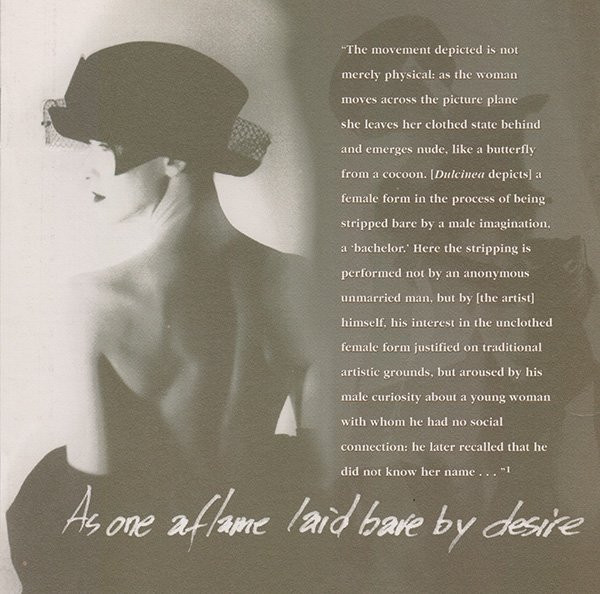 “The movement depicted is not
merely physical: as the woman
moves across the picture plane
she leaves her clothed state behind
and emerges nude, like a butterfly
from a cocoon. [Dulcinea depicts] a
female form in the process of being
stripped bare by a male imagination,
a ‘bachelor.’ Here the stripping is
performed not by an anonymous
unmarried man, but by [the artist]
himself, his interest in the unclothed
female form justified on traditional
artistic grounds, but aroused by his
male curiosity about a young woman
with whom he had no social
connection: he later recalled that he
did not know her name . . . ”1
As one aflame laid bare by desire